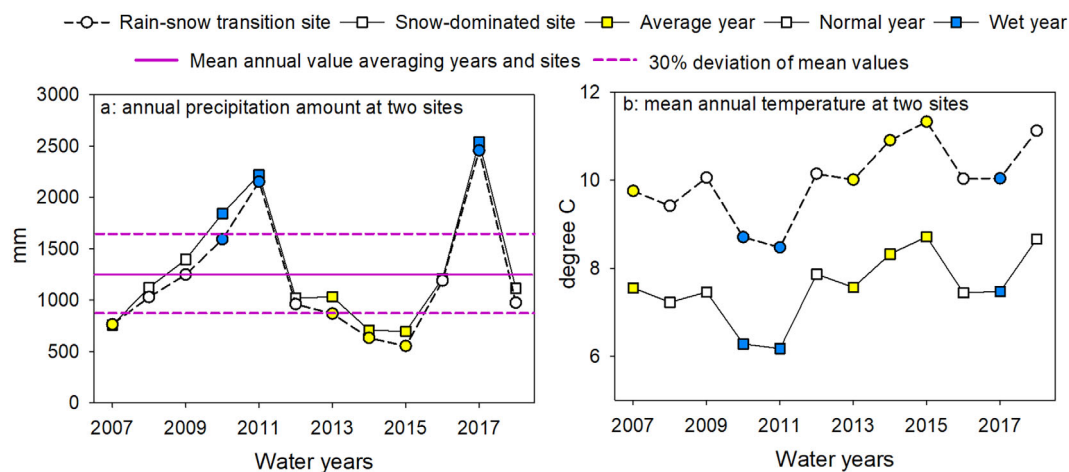 Rain-snow transition site Snow-dominated site Average year Normal year Wet year
Mean annual value averaging years and sites 30% deviation of mean values
a: annual precipitation amount at two sites
3000
2500
2000
1500
1000
500
0
mm
2007 2009 2011 2013 2015 2017
Water years
b: mean annual temperature at two sites
12
10
8
6
degree C
2007 2009 2011 2013 2015 2017
Water years